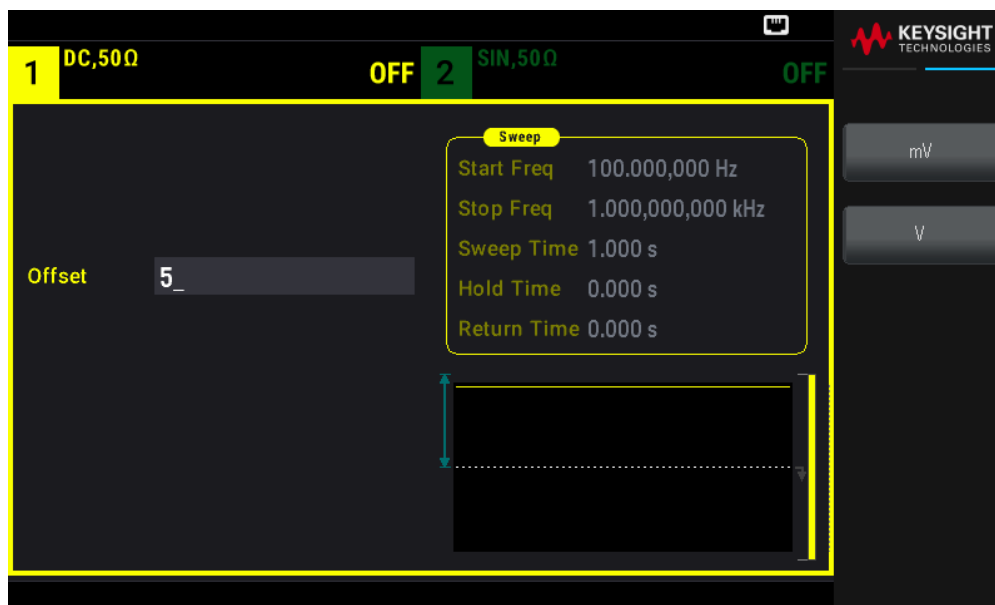 KEYSIGHT
TECHNOLOGIES
1 DC,50Ω OFF
2 SIN,50Ω OFF
Sweep
Start Freq 100.000,000 Hz
Stop Freq 1.000,000,000 kHz
Sweep Time 1.000 s
Hold Time 0.000 s
Return Time 0.000 s
Offset 5_
mV
V